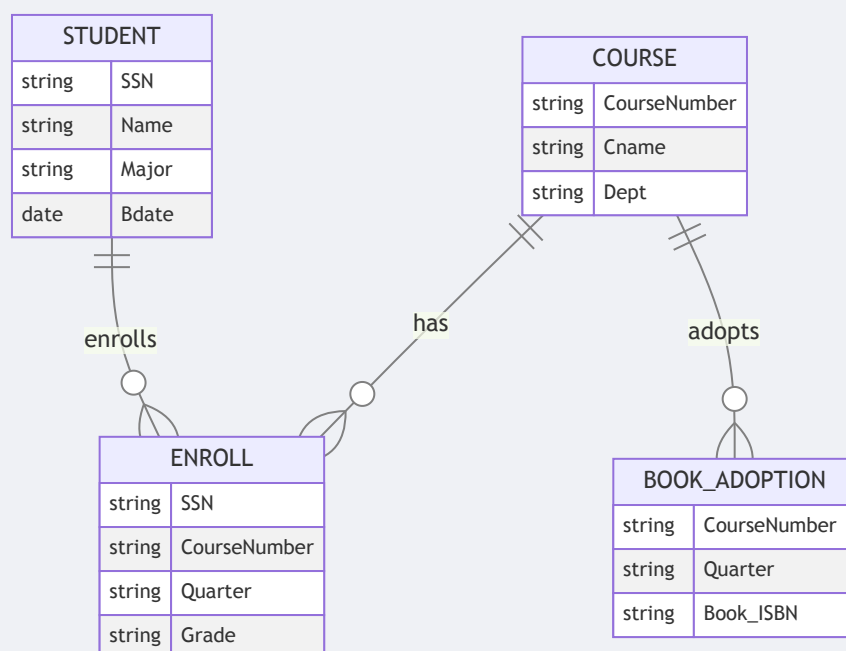 STUDENT
string SSN
string Name
string Major
date Bdate
COURSE
string CourseNumber
string Cname
string Dept
enrolls
has
adopts
ENROLL
string SSN
string CourseNumber
string Quarter
string Grade
BOOK_ADOPTION
string CourseNumber
string Quarter
string Book_ISBN